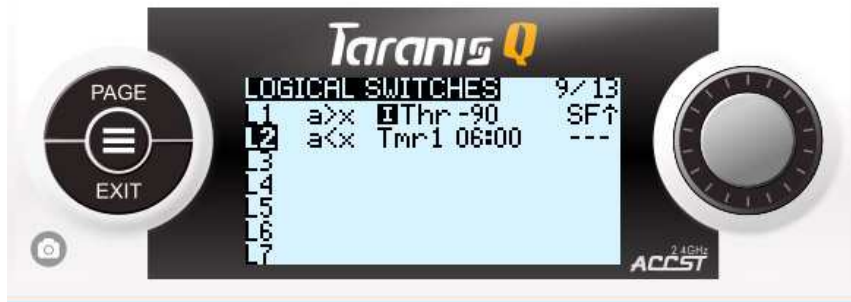 Taranis Q
PAGE
EXIT
LOGICAL SWITCHES 9/13
L1 a>x IThr -90 SF↑
L2 a<x Tmr1 06:00 ---
L3
L4
L5
L6
L7
2.4GHz
ACCST